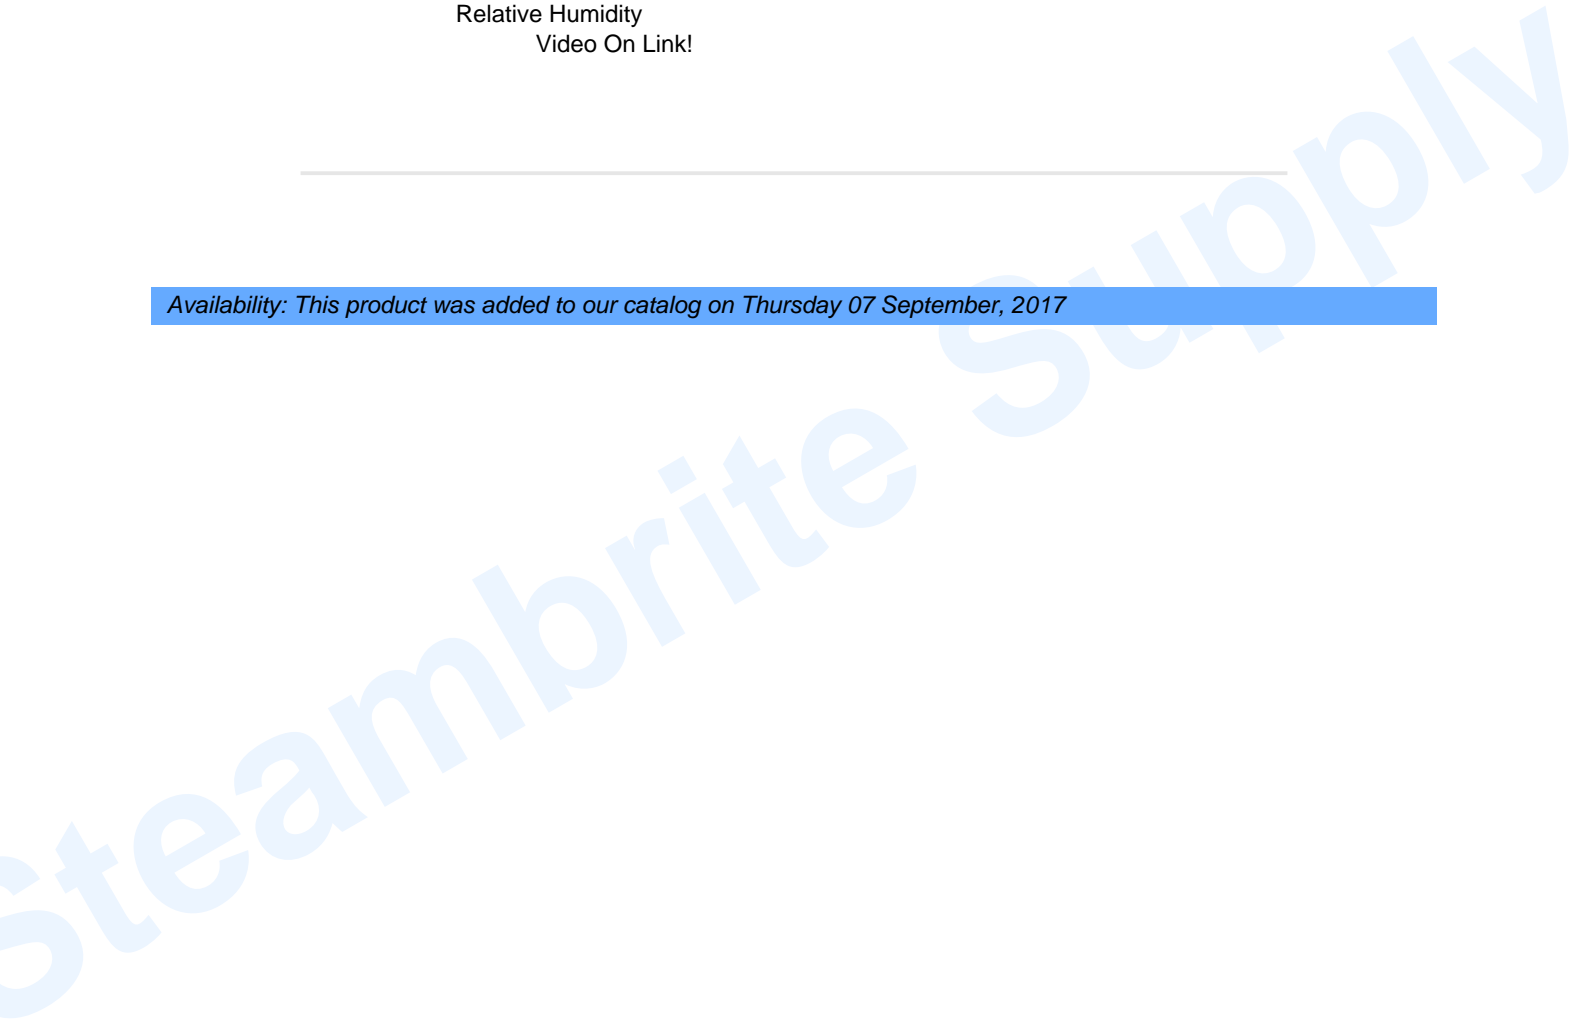 Relative Humidity
Video On Link!
Availability: This product was added to our catalog on Thursday 07 September, 2017
Steambrite Supply